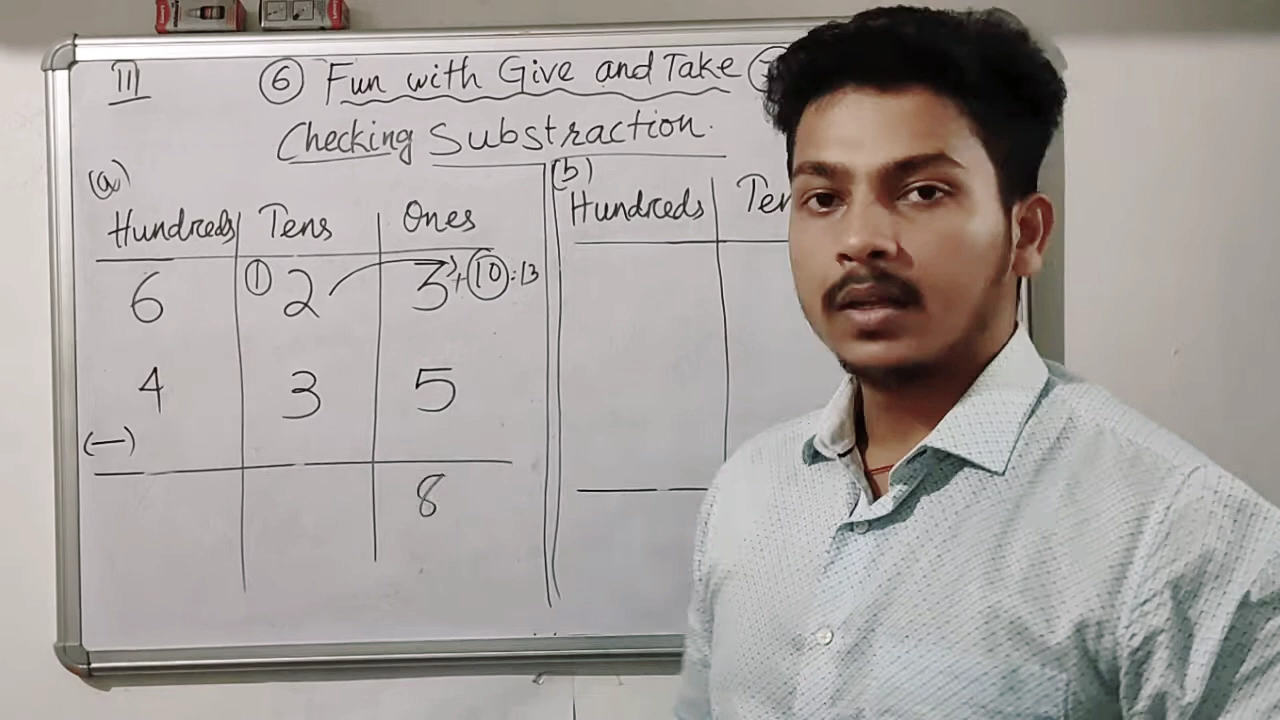 III ⑥ Fun with Give and Take
Checking Substraction.
(a)
Hundreds Tens Ones
6 ① 2 3 + ⑩ = 13
4 3 5
(—)
8
(b)
Hundreds Ten